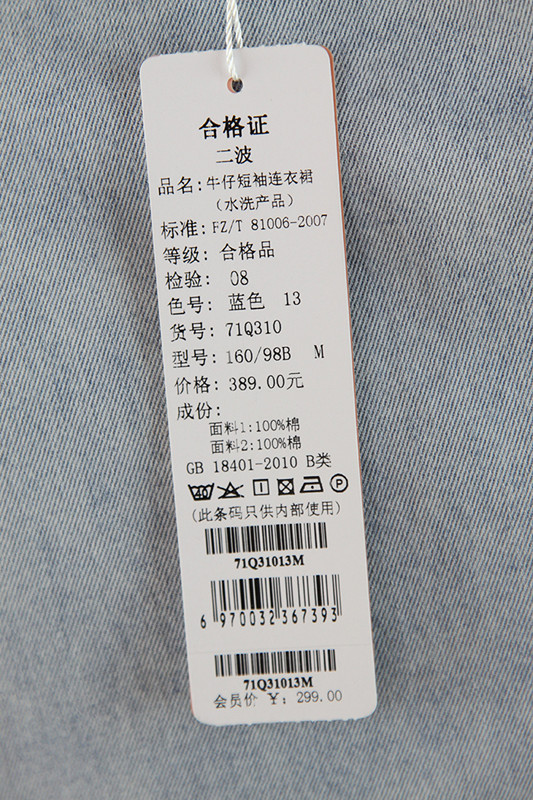 合格证
二波
品名: 牛仔短袖连衣裙
（水洗产品）
标准: FZ/T 81006-2007
等级: 合格品
检验: 08
色号: 蓝色 13
货号: 71Q310
型号: 160/98B M
价格: 389.00元
成份:
面料1:100%棉
面料2:100%棉
GB 18401-2010 B类
40 P
(此条码只供内部使用)
71Q31013M
6 970032 367393
71Q31013M
会员价 ¥: 299.00